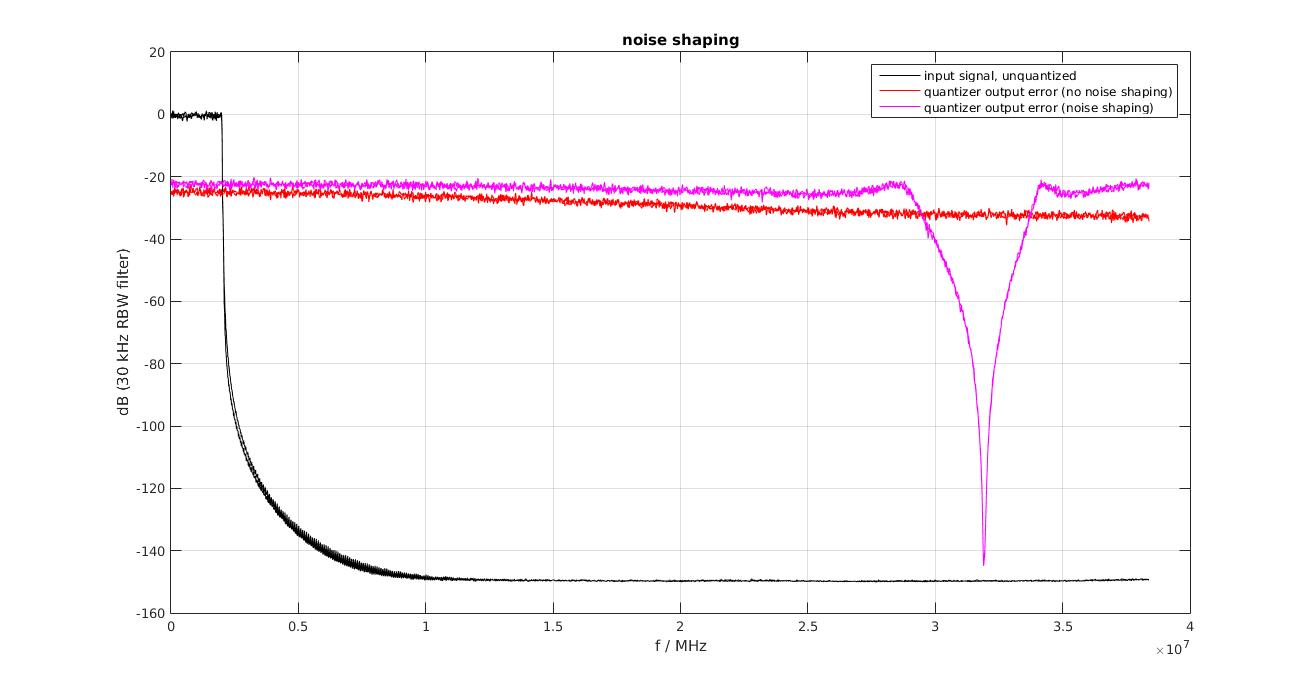 noise shaping
input signal, unquantized
quantizer output error (no noise shaping)
quantizer output error (noise shaping)
dB (30 kHz RBW filter)
20
0
-20
-40
-60
-80
-100
-120
-140
-160
0 0.5 1 1.5 2 2.5 3 3.5 4
f / MHz
×10^7